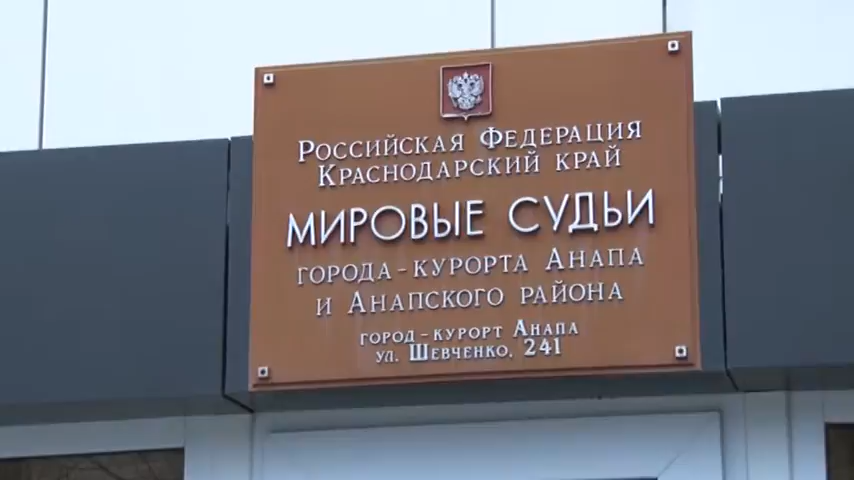 Российская Федерация
Краснодарский край
МИРОВЫЕ СУДЬИ
города-курорта Анапа
и Анапского района
город-курорт Анапа
ул. Шевченко, 241